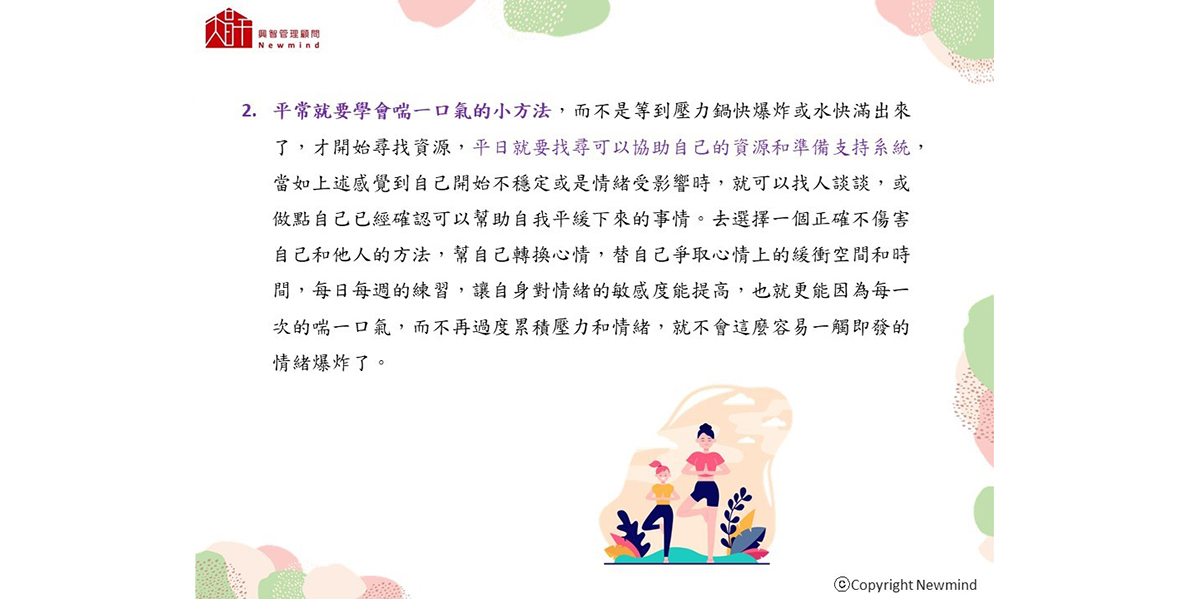 興智管理顧問
Newmind
2. 平常就要學會喘一口氣的小方法，而不是等到壓力鍋快爆炸或水快滿出來
了，才開始尋找資源，平日就要找尋可以協助自己的資源和準備支持系統，
當如上述感覺到自己開始不穩定或是情緒受影響時，就可以找人談談，或
做點自己已經確認可以幫助自我平緩下來的事情。去選擇一個正確不傷害
自己和他人的方法，幫自己轉換心情，替自己爭取心情上的緩衝空間和時
間，每日每週的練習，讓自身對情緒的敏感度能提高，也就更能因為每一
次的喘一口氣，而不再過度累積壓力和情緒，就不會這麼容易一觸即發的
情緒爆炸了。
ⓒCopyright Newmind